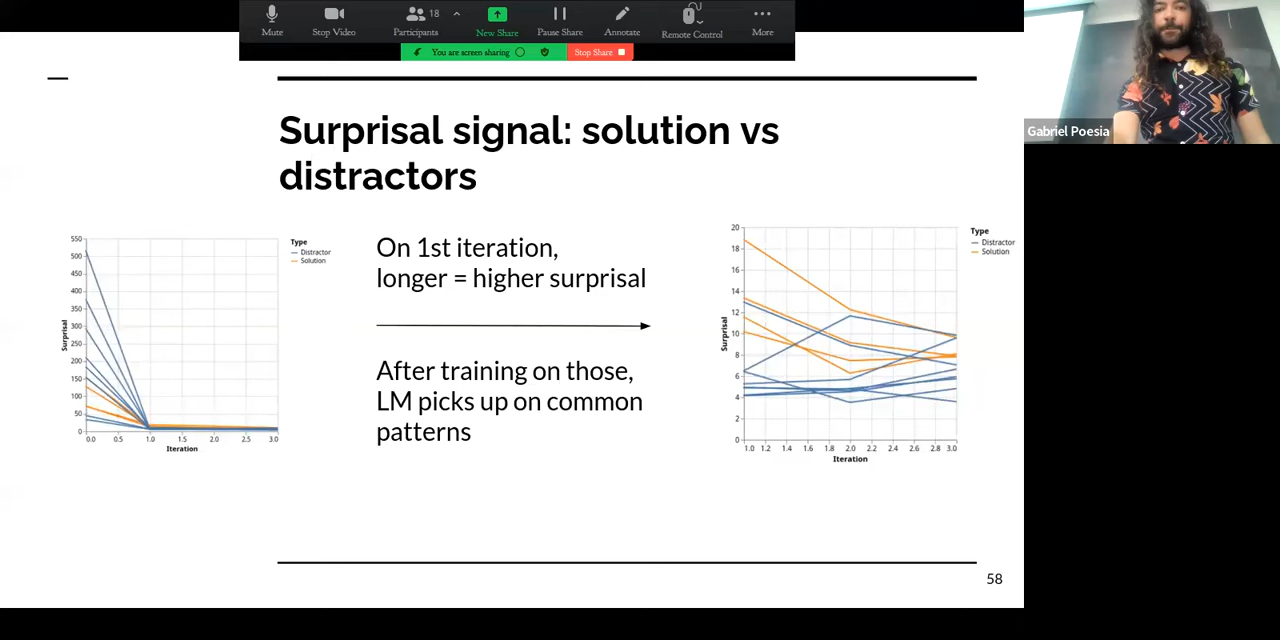 18
Mute
Stop Video
Participants
New Share
Pause Share
Annotate
Remote Control
More
You are screen sharing
Stop Share
Gabriel Poesia
Surprisal signal: solution vs
distractors
550
500
450
400
350
300
250
200
150
100
50
0
0.0 0.5 1.0 1.5 2.0 2.5 3.0
Surprisal
Iteration
Type
Distractor
Solution
On 1st iteration,
longer = higher surprisal
After training on those,
LM picks up on common
patterns
20
18
16
14
12
10
8
6
4
2
0
1.0 1.2 1.4 1.6 1.8 2.0 2.2 2.4 2.6 2.8 3.0
Surprisal
Iteration
Type
Distractor
Solution
58